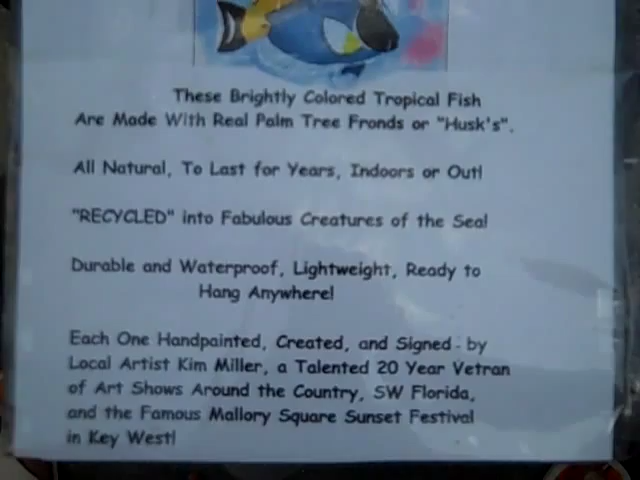 These Brightly Colored Tropical Fish
Are Made With Real Palm Tree Fronds or "Husk's".
All Natural, To Last for Years, Indoors or Out!
"RECYCLED" into Fabulous Creatures of the Sea!
Durable and Waterproof, Lightweight, Ready to
Hang Anywhere!
Each One Handpainted, Created, and Signed by
Local Artist Kim Miller, a Talented 20 Year Vetran
of Art Shows Around the Country, SW Florida,
and the Famous Mallory Square Sunset Festival
in Key West!